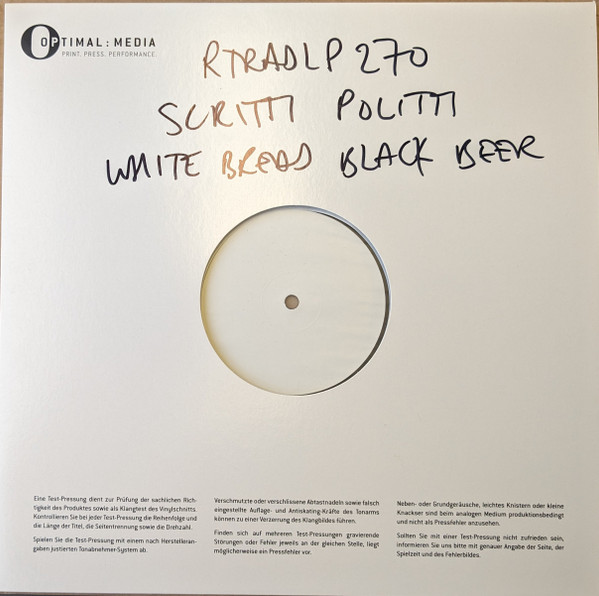 OPTIMAL : MEDIA
PRINT. PRESS. PERFORMANCE.
RTRADLP 270
SCRITTI POLITTI
WHITE BREAD BLACK BEER
Eine Test-Pressung dient zur Prüfung der sachlichen Rich-
tigkeit des Produktes sowie als Klangtest des Vinylschnitts.
Kontrollieren Sie bei jeder Test-Pressung die Reihenfolge und
die Länge der Titel, die Seitentrennung sowie die Drehzahl.
Spielen Sie die Test-Pressung mit einem nach Herstelleran-
gaben justierten Tonabnehmer-System ab.
Verschmutzte oder verschlissene Abtastnadeln sowie falsch
eingestellte Auflage- und Antiskating-Kräfte des Tonarms
können zu einer Verzerrung des Klangbildes führen.
Finden sich auf mehreren Test-Pressungen gravierende
Störungen oder Fehler jeweils an der gleichen Stelle, liegt
möglicherweise ein Pressfehler vor.
Neben- oder Grundgeräusche, leichtes Knistern oder kleine
Knackser sind beim analogen Medium produktionsbedingt
und nicht als Pressfehler anzusehen.
Sollten Sie mit einer Test-Pressung nicht zufrieden sein,
informieren Sie uns bitte mit genauer Angabe der Seite, der
Spielzeit und des Fehlerbildes.